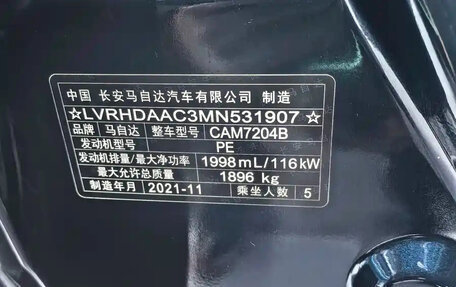 中国 长安马自达汽车有限公司 制造
☆LVRHDAAC3MN531907☆
品牌 马自达 整车型号 CAM7204B
发动机型号 PE
发动机排量/最大净功率 1998mL/116kW
最大允许总质量 1896 kg
制造年月 2021-11 乘坐人数 5